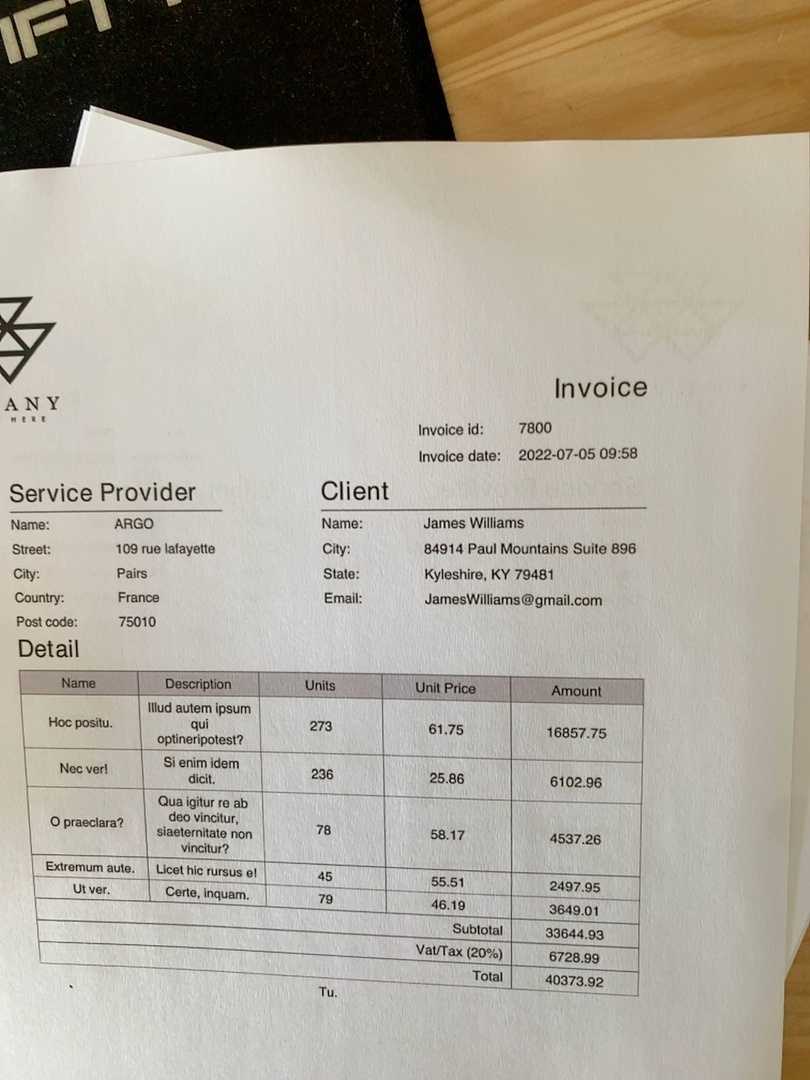 ANY
HERE
Invoice
Invoice id: 7800
Invoice date: 2022-07-05 09:58
Service Provider
Client
Name: ARGO
Name: James Williams
Street: 109 rue lafayette
City: 84914 Paul Mountains Suite 896
City: Pairs
State: Kyleshire, KY 79481
Country: France
Email: JamesWilliams@gmail.com
Post code: 75010
Detail
Name Description Units Unit Price Amount
Hoc positu. Illud autem ipsum qui optineripotest? 273 61.75 16857.75
Nec ver! Si enim idem dicit. 236 25.86 6102.96
O praeclara? Qua igitur re ab deo vincitur, siaeternitate non vincitur? 78 58.17 4537.26
Extremum aute. Licet hic rursus e! 45 55.51 2497.95
Ut ver. Certe, inquam. 79 46.19 3649.01
Subtotal 33644.93
Vat/Tax (20%) 6728.99
Total 40373.92
Tu.